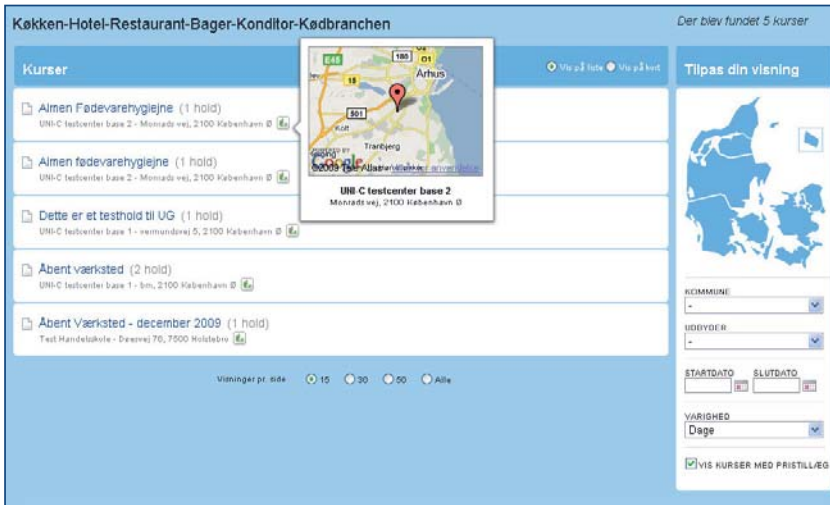 Køkken-Hotel-Restaurant-Bager-Konditor-Kødbranchen
Der blev fundet 5 kurser
Kurser
Vis på liste Vis på kort
Tilpas din visning
E45
185
01
15
Århus
501
Kolt
Tranbjerg
POWERED BY
Google
©2009 Tele Atlas
UNI-C testcenter base 2
Monrads vej, 2100 København Ø
Almen Fødevarehygiejne (1 hold)
UNI-C testcenter base 2 - Monrads vej, 2100 København Ø
Almen fødevarehygiejne (1 hold)
UNI-C testcenter base 2 - Monrads vej, 2100 København Ø
Dette er et testhold til UG (1 hold)
UNI-C testcenter base 1 - vermundsvej 5, 2100 København Ø
Åbent værksted (2 hold)
UNI-C testcenter base 1 - bm, 2100 København Ø
Åbent Værksted - december 2009 (1 hold)
Test Handelsskole - Døesvej 76, 7500 Holstebro
Visninger pr. side 15 30 50 Alle
KOMMUNE
-
UDBYDER
-
STARTDATO SLUTDATO
VARIGHED
Dage
VIS KURSER MED PRISTILLÆG